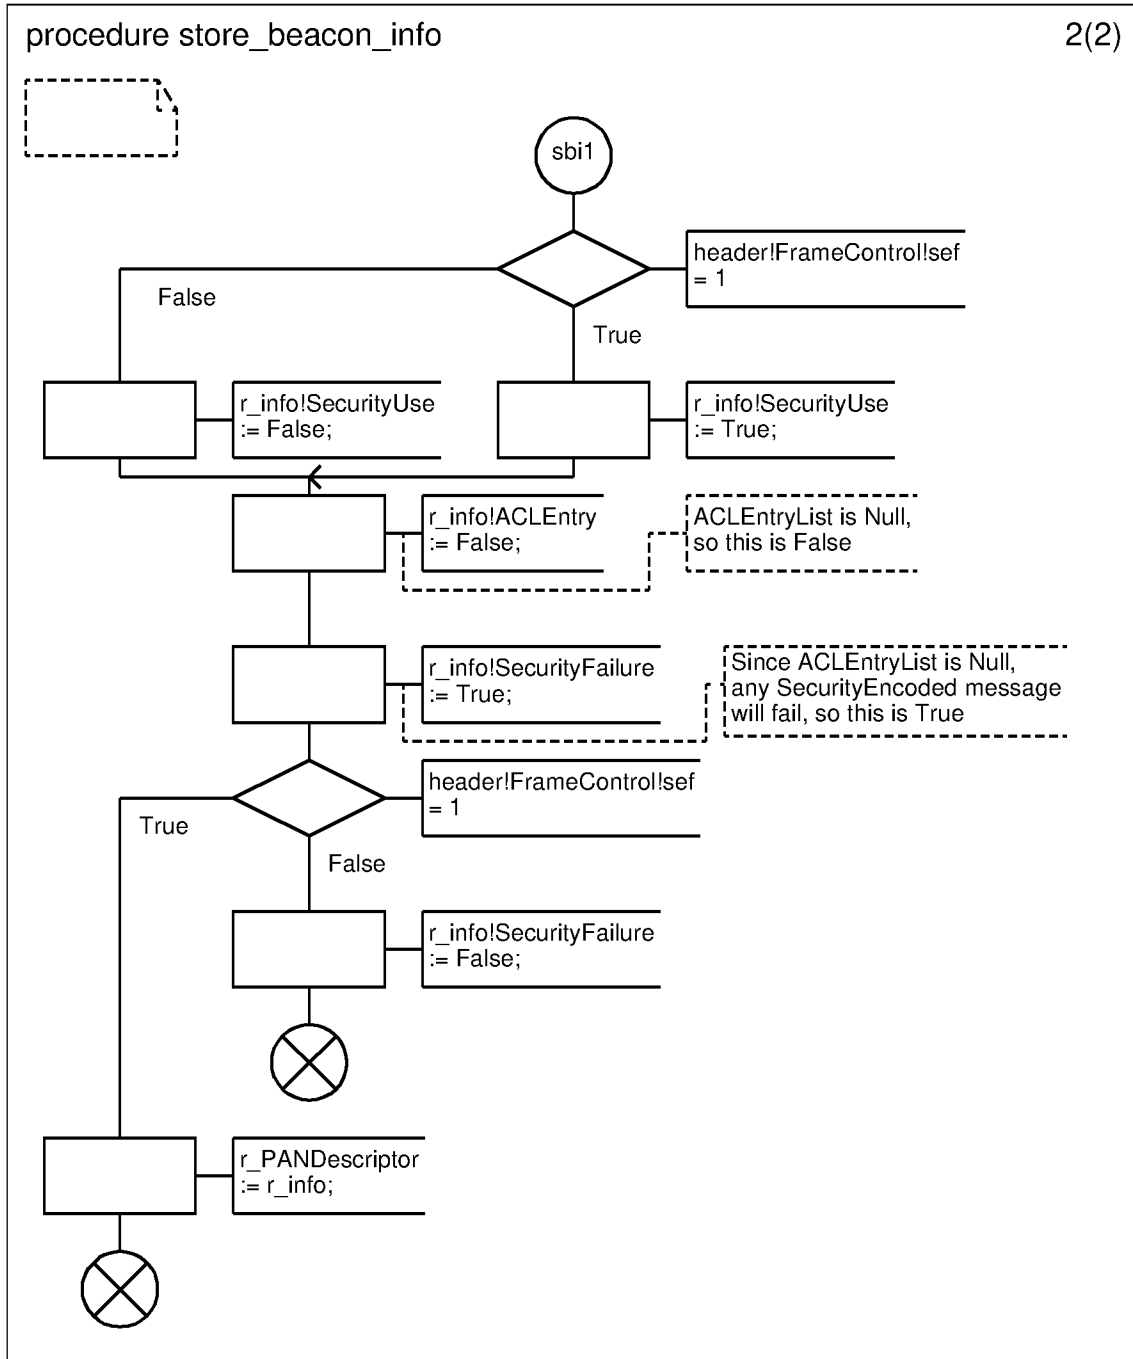 procedure store_beacon_info
2(2)
sbi1
header!FrameControl!sef
= 1
False
True
r_info!SecurityUse
:= False;
r_info!SecurityUse
:= True;
r_info!ACLEntry
:= False;
ACLEntryList is Null,
so this is False
r_info!SecurityFailure
:= True;
Since ACLEntryList is Null,
any SecurityEncoded message
will fail, so this is True
header!FrameControl!sef
= 1
True
False
r_info!SecurityFailure
:= False;
r_PANDescriptor
:= r_info;